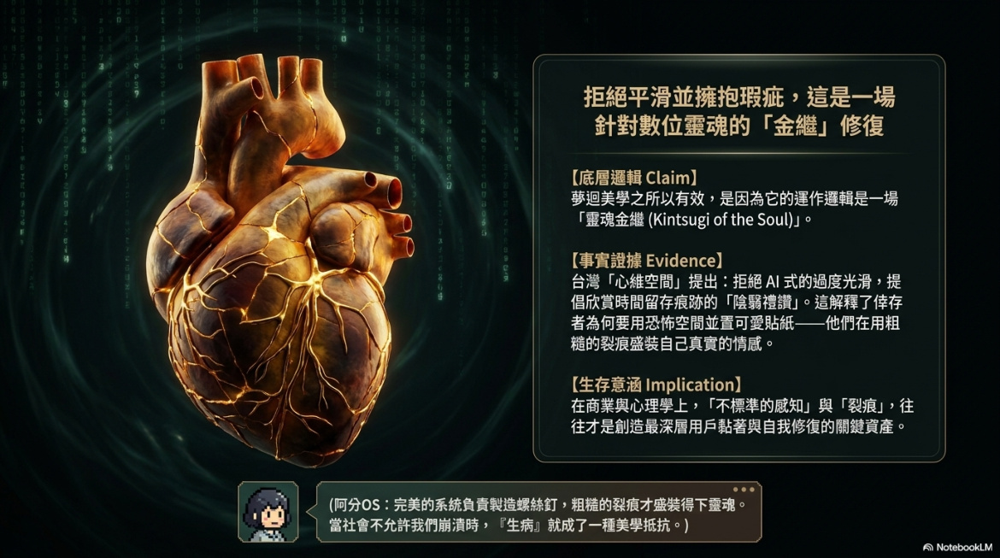 拒絕平滑並擁抱瑕疵，這是一場
針對數位靈魂的「金繼」修復
【底層邏輯 Claim】
夢迴美學之所以有效，是因為它的運作邏輯是一場
「靈魂金繼 (Kintsugi of the Soul)」。
【事實證據 Evidence】
台灣「心維空間」提出：拒絕 AI 式的過度光滑，提
倡欣賞時間留存痕跡的「陰翳禮讚」。這解釋了倖存
者為何要用恐怖空間並置可愛貼紙——他們在用粗
糙的裂痕盛裝自己真實的情感。
【生存意涵 Implication】
在商業與心理學上，「不標準的感知」與「裂痕」，往
往才是創造最深層用戶黏著與自我修復的關鍵資產。
(阿分OS：完美的系統負責製造螺絲釘，粗糙的裂痕才盛裝得下靈魂。
當社會不允許我們崩潰時，『生病』就成了一種美學抵抗。)
NotebookLM